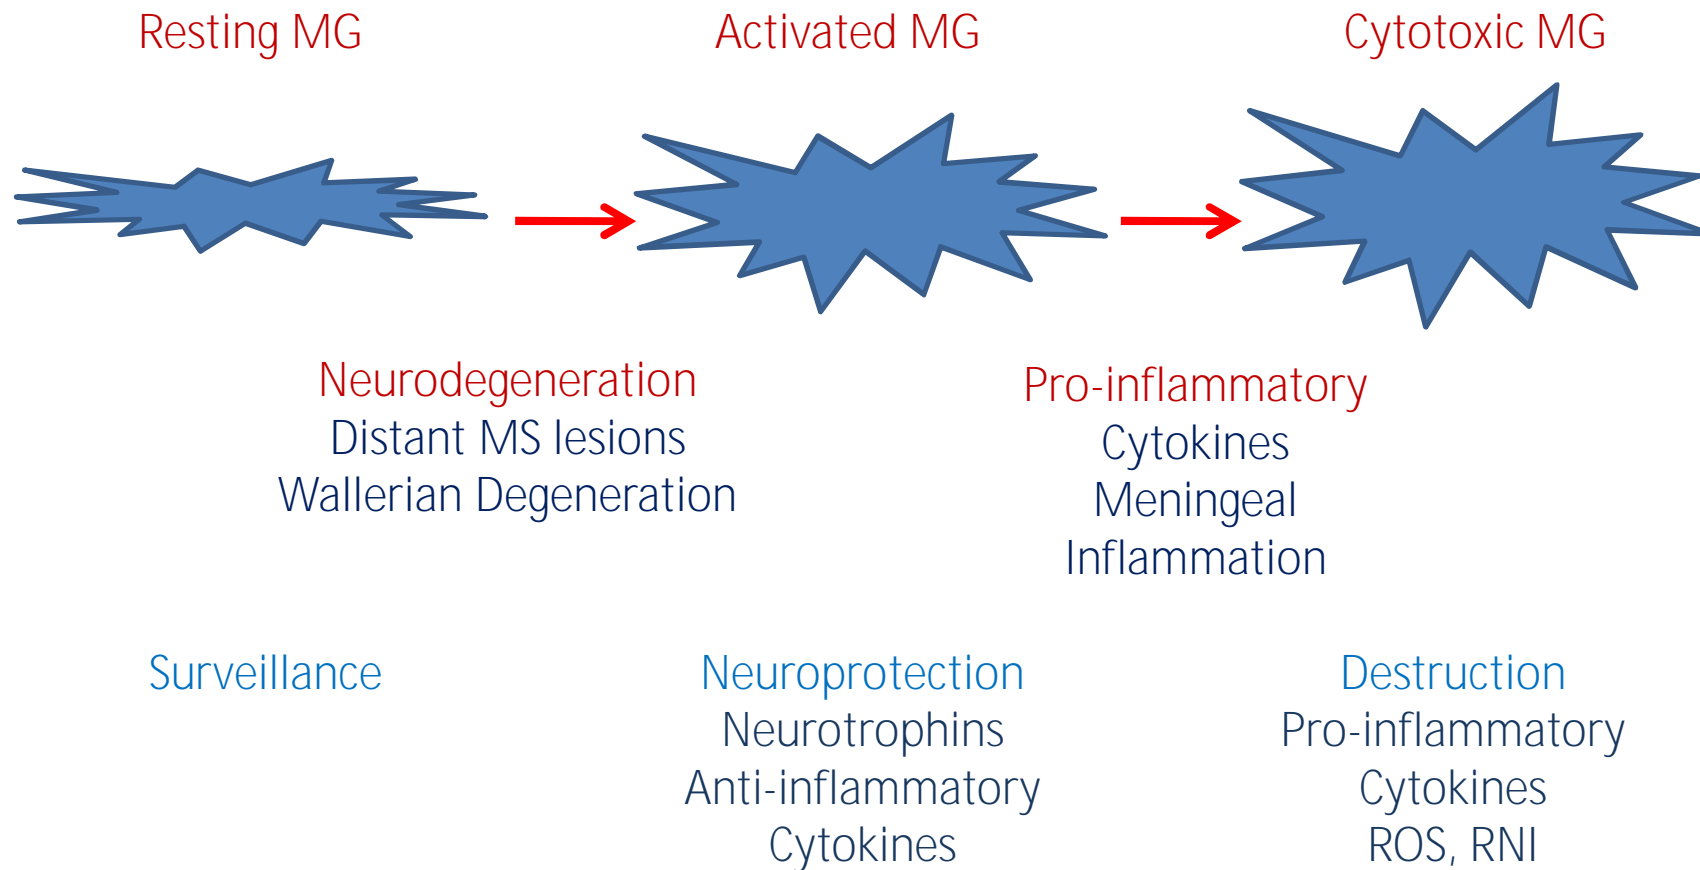 Resting MG
Activated MG
Cytotoxic MG
Neurodegeneration
Distant MS lesions
Wallerian Degeneration
Pro-inflammatory
Cytokines
Meningeal
Inflammation
Surveillance
Neuroprotection
Neurotrophins
Anti-inflammatory
Cytokines
Destruction
Pro-inflammatory
Cytokines
ROS, RNI